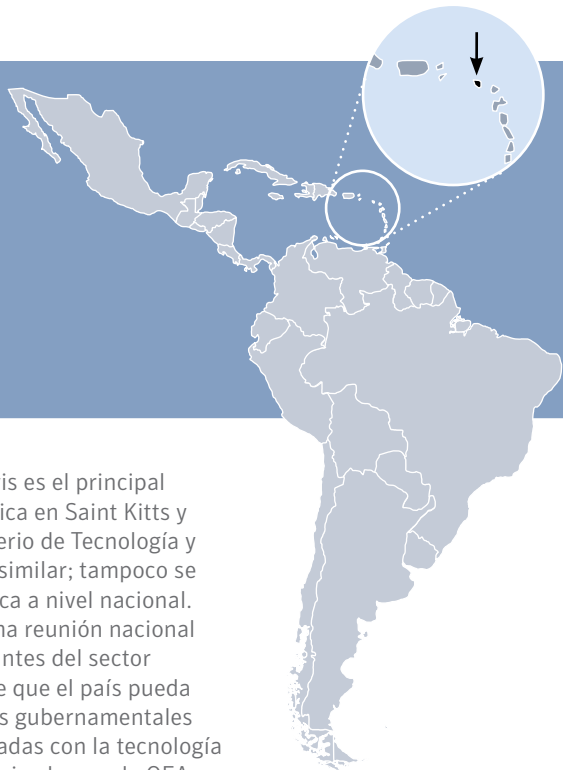 is es el principal
ica en Saint Kitts y
erio de Tecnología y
similar; tampoco se
ca a nivel nacional.
na reunión nacional
ntes del sector
e que el país pueda
s gubernamentales
adas con la tecnología